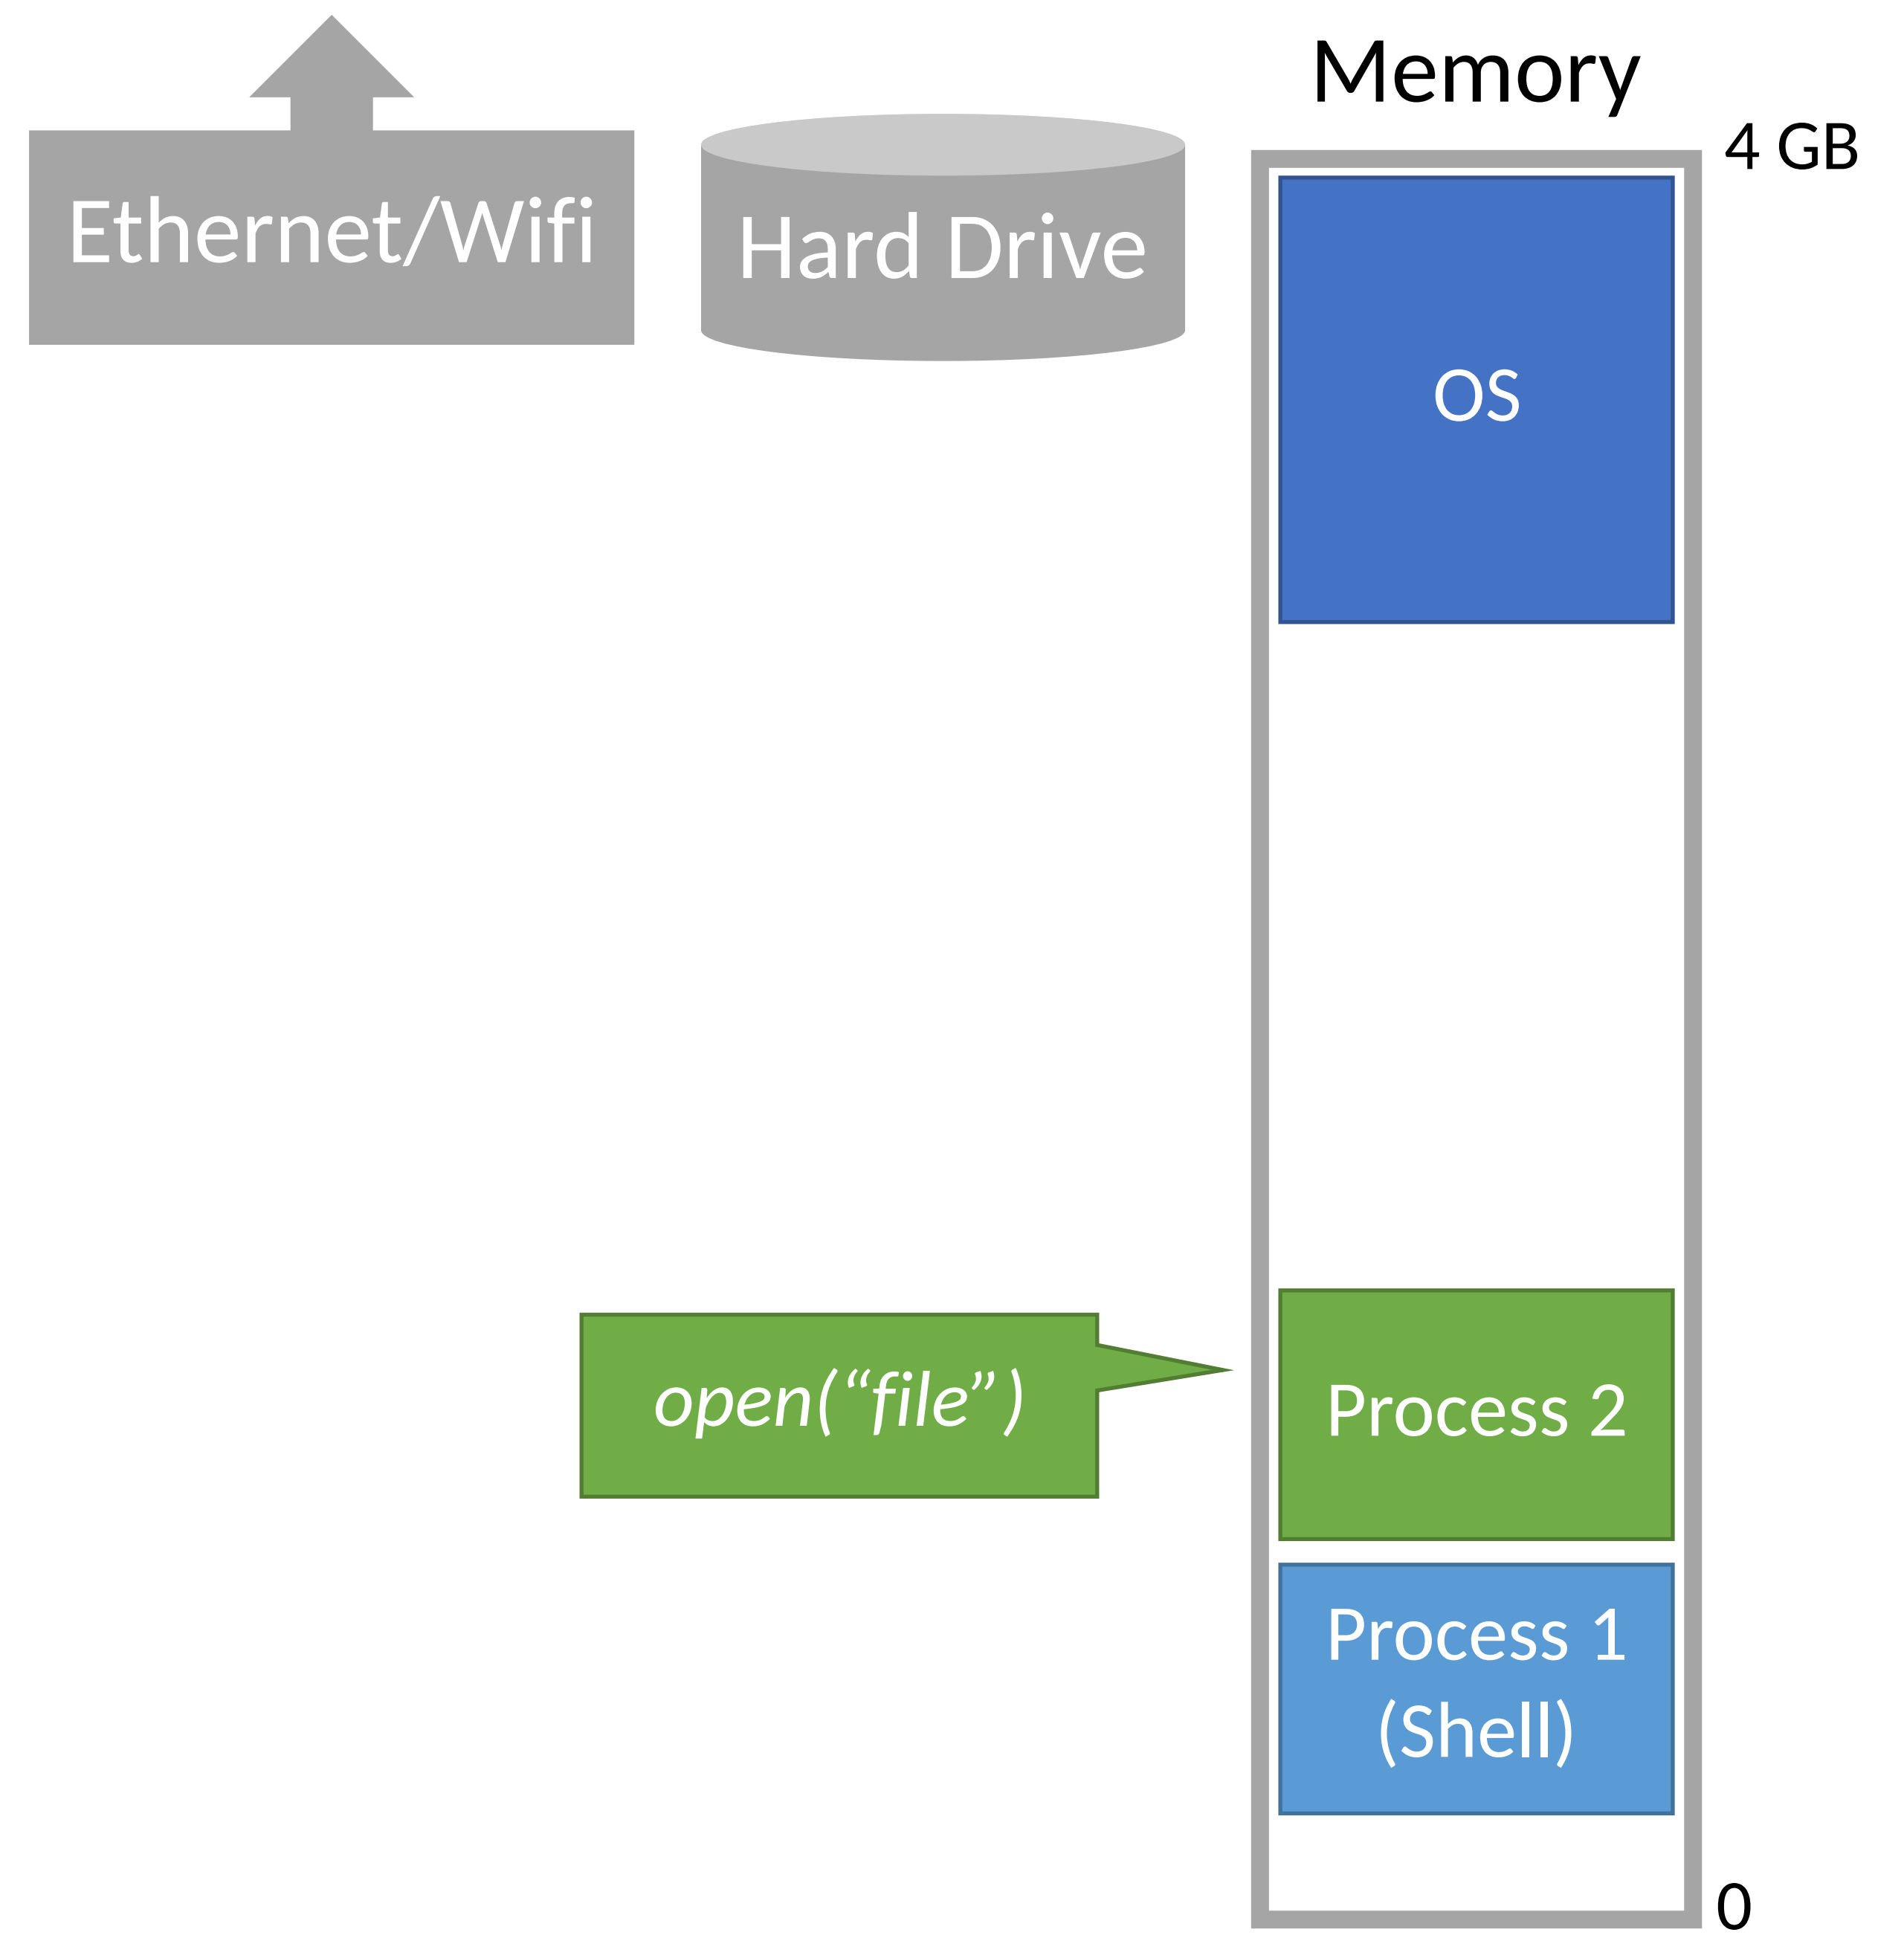 Memory
4 GB
Ethernet/Wifi
Hard Drive
OS
open(“file”)
Process 2
Process 1
(Shell)
0